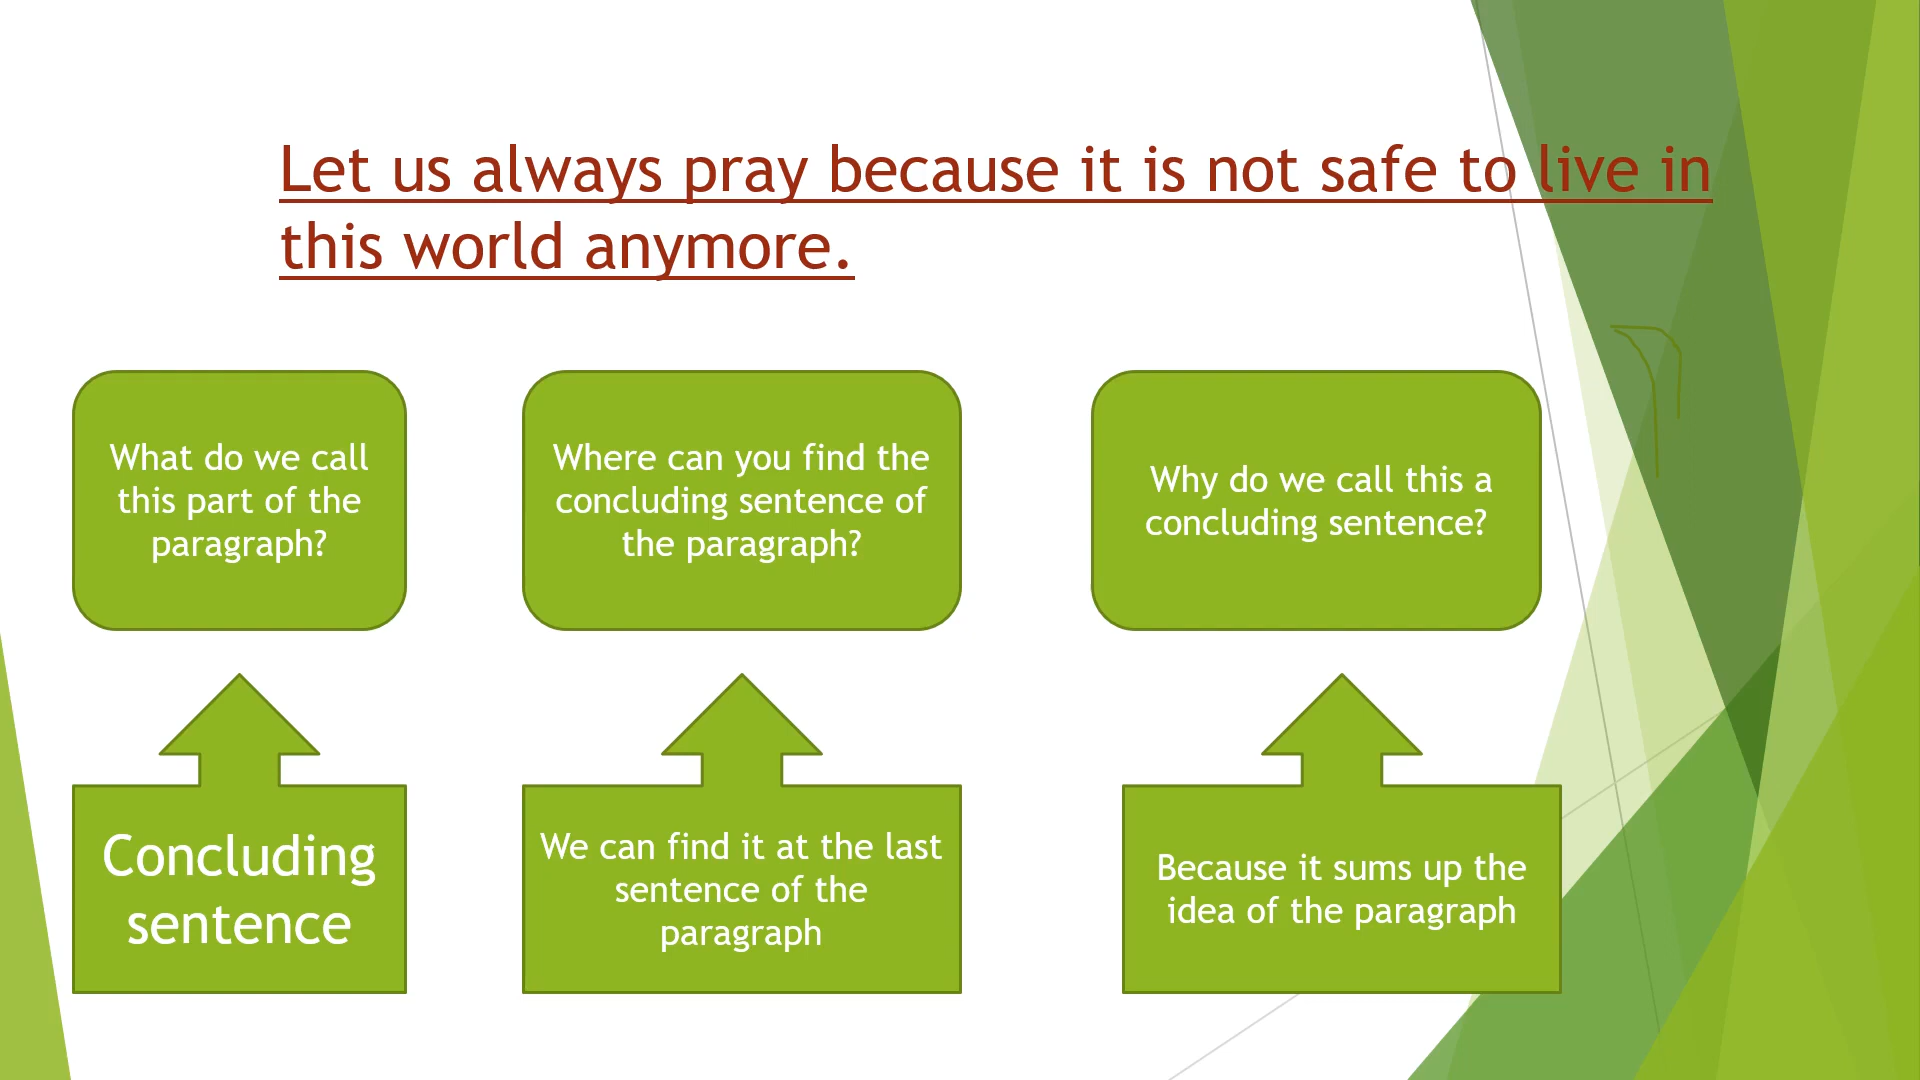 Let us always pray because it is not safe to live in
this world anymore.
What do we call
this part of the
paragraph?
Where can you find the
concluding sentence of
the paragraph?
Why do we call this a
concluding sentence?
Concluding
sentence
We can find it at the last
sentence of the
paragraph
Because it sums up the
idea of the paragraph